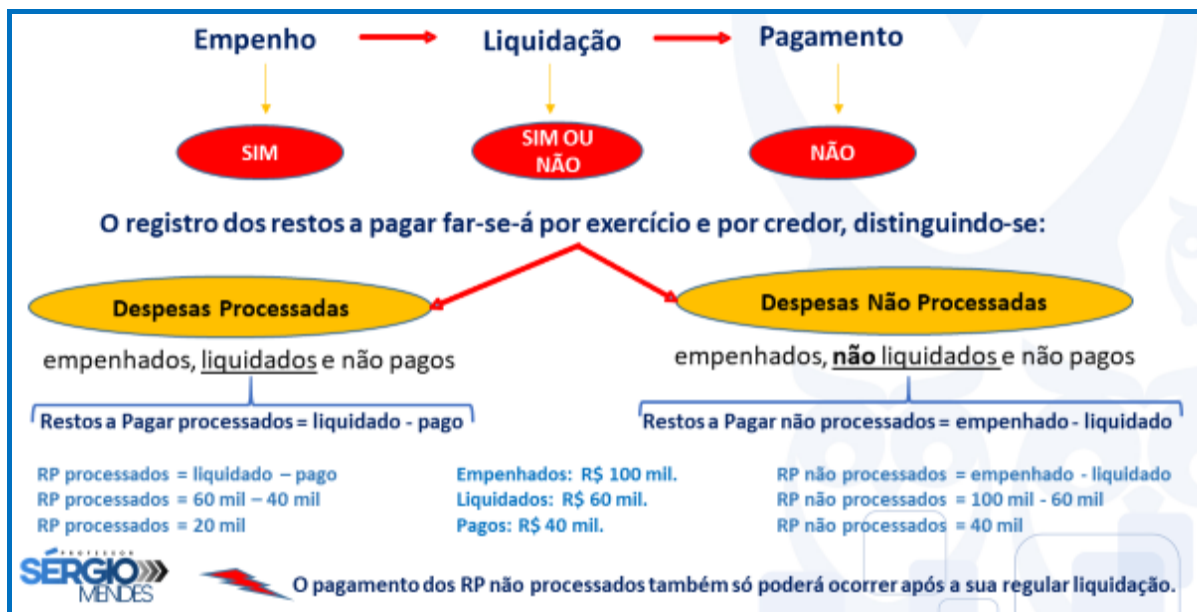 Empenho Liquidação Pagamento
SIM
SIM OU
NÃO
NÃO
O registro dos restos a pagar far-se-á por exercício e por credor, distinguindo-se:
Despesas Processadas
Despesas Não Processadas
empenhados, liquidados e não pagos
empenhados, não liquidados e não pagos
Restos a Pagar processados = liquidado - pago
Restos a Pagar não processados = empenhado - liquidado
RP processados = liquidado – pago
RP processados = 60 mil – 40 mil
RP processados = 20 mil
Empenhados: R$ 100 mil.
Liquidados: R$ 60 mil.
Pagos: R$ 40 mil.
RP não processados = empenhado - liquidado
RP não processados = 100 mil - 60 mil
RP não processados = 40 mil
PROFESSOR
SÉRGIO
MENDES
O pagamento dos RP não processados também só poderá ocorrer após a sua regular liquidação.